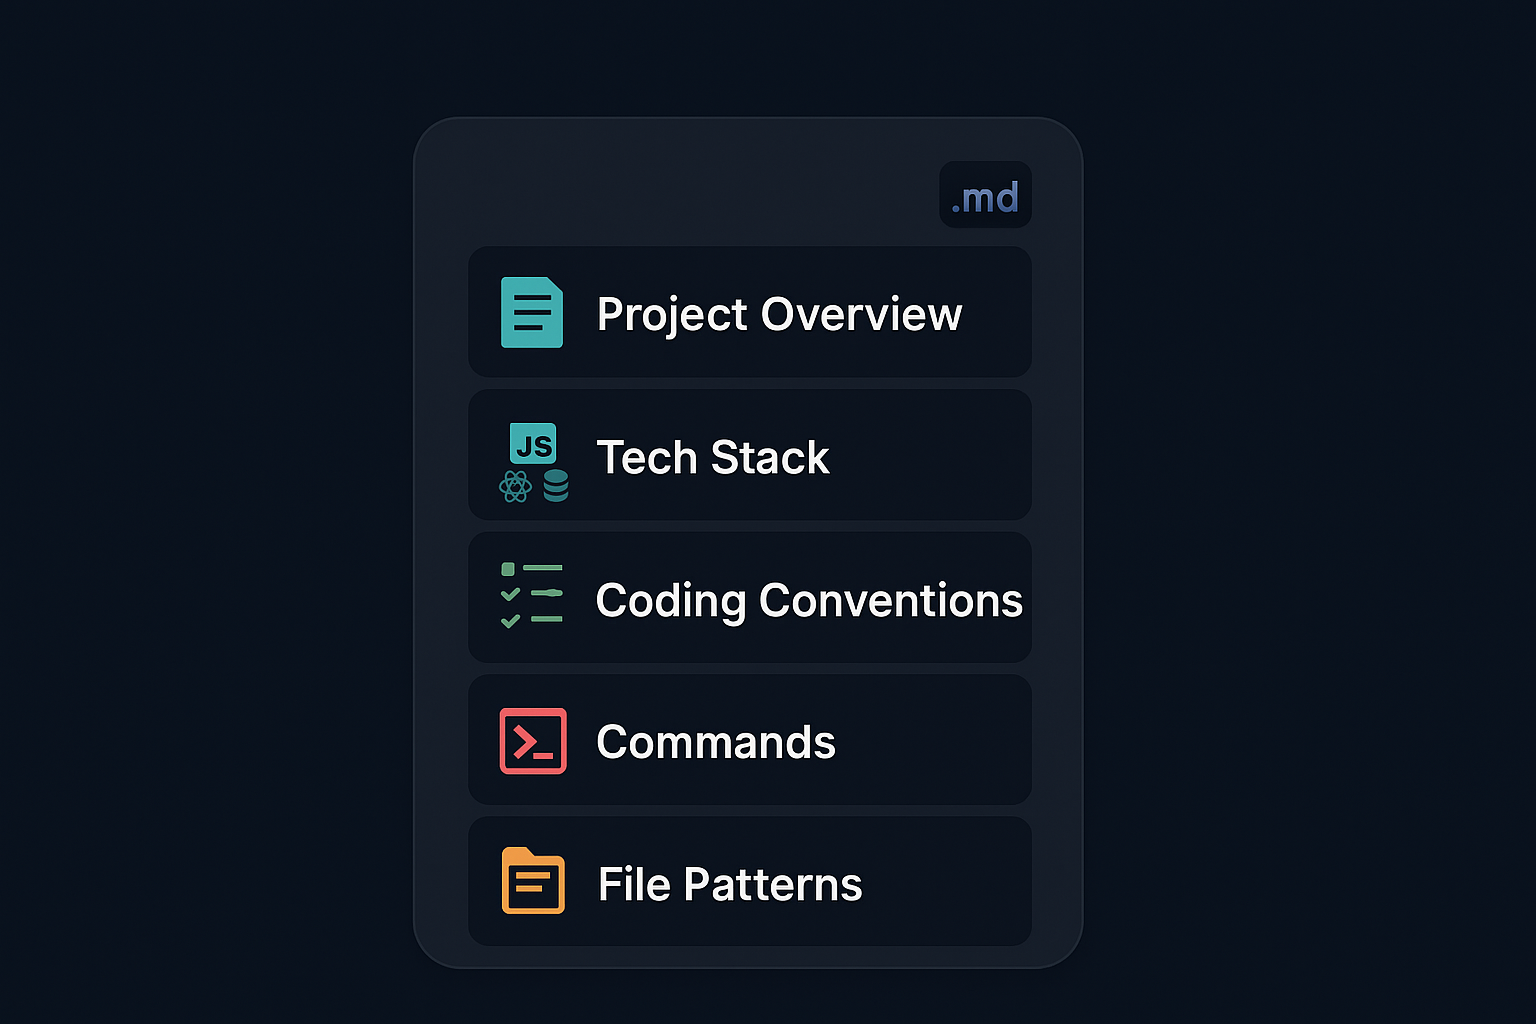 .md
Project Overview
JS
Tech Stack
Coding Conventions
Commands
File Patterns